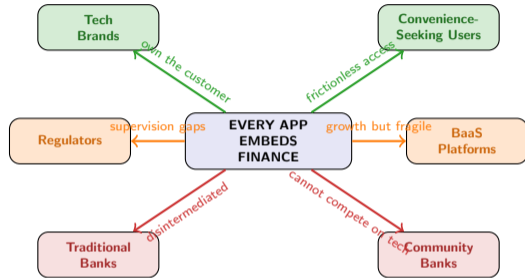 Tech
Brands
Convenience-
Seeking Users
own the customer
frictionless access
Regulators
supervision gaps
EVERY APP
EMBEDS
FINANCE
growth but fragile
BaaS
Platforms
disintermediated
cannot compete on tech
Traditional
Banks
Community
Banks